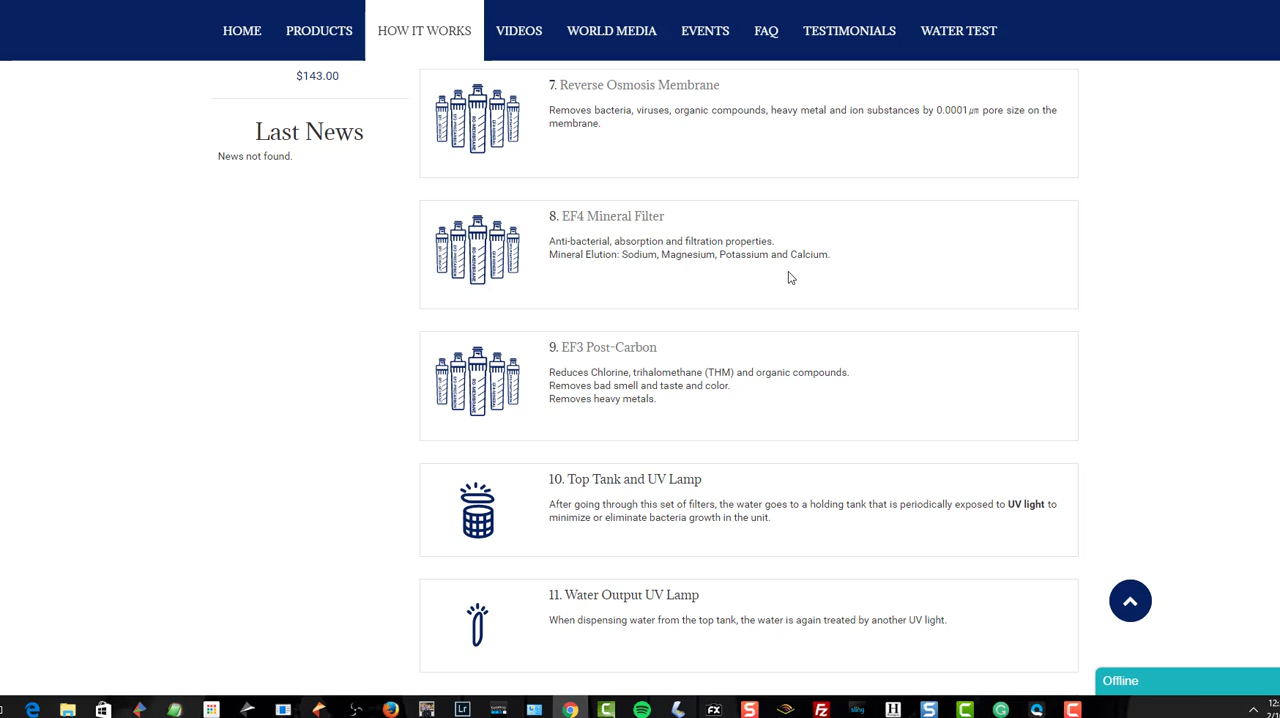 HOME PRODUCTS HOW IT WORKS VIDEOS WORLD MEDIA EVENTS FAQ TESTIMONIALS WATER TEST
$143.00
Last News
News not found.
7. Reverse Osmosis Membrane
Removes bacteria, viruses, organic compounds, heavy metal and ion substances by 0.0001㎛ pore size on the
membrane.
8. EF4 Mineral Filter
Anti-bacterial, absorption and filtration properties.
Mineral Elution: Sodium, Magnesium, Potassium and Calcium.
9. EF3 Post-Carbon
Reduces Chlorine, trihalomethane (THM) and organic compounds.
Removes bad smell and taste and color.
Removes heavy metals.
10. Top Tank and UV Lamp
After going through this set of filters, the water goes to a holding tank that is periodically exposed to UV light to
minimize or eliminate bacteria growth in the unit.
11. Water Output UV Lamp
When dispensing water from the top tank, the water is again treated by another UV light.
Offline